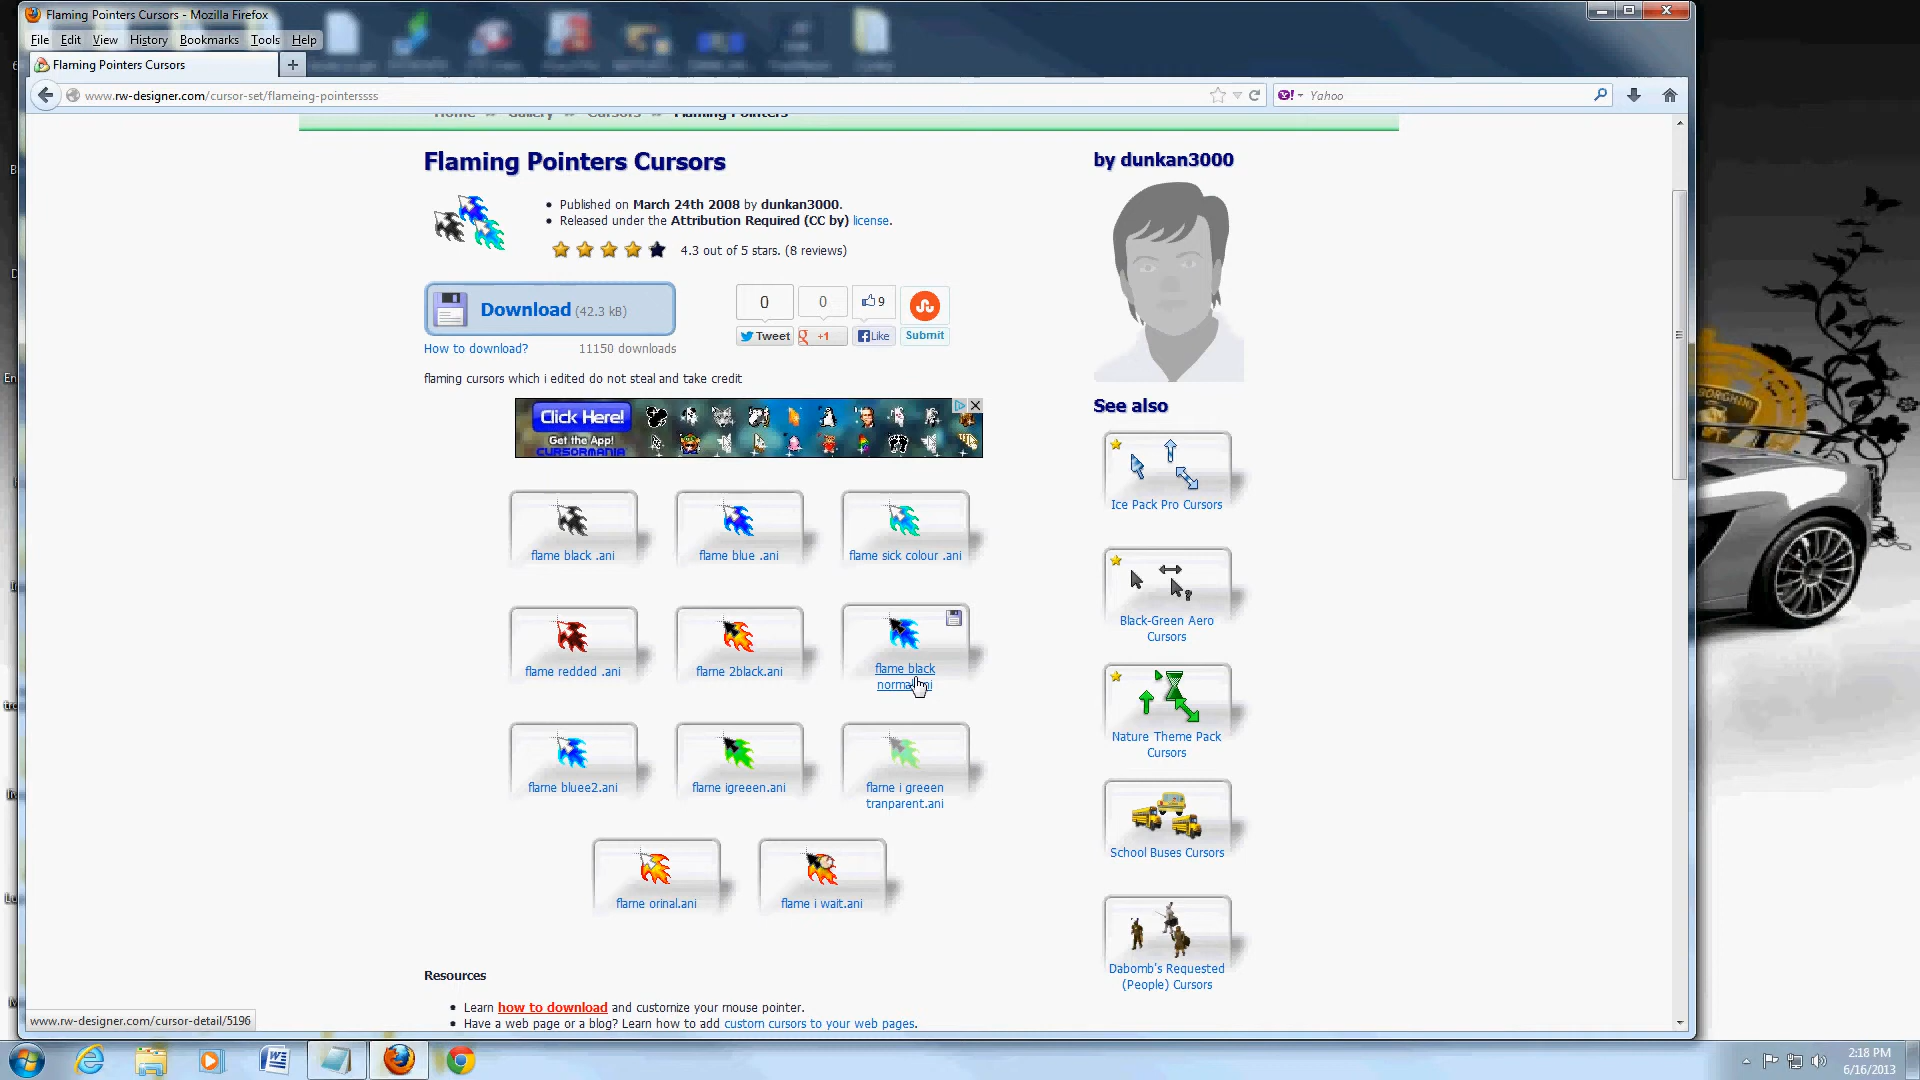 Flaming Pointers Cursors - Mozilla Firefox
File Edit View History Bookmarks Tools Help
Flaming Pointers Cursors
www.rw-designer.com/cursor-set/flameing-pointerssss
Yahoo
Home » Gallery » Cursors » Flaming Pointers
Flaming Pointers Cursors
by dunkan3000
Published on March 24th 2008 by dunkan3000.
Released under the Attribution Required (CC by) license.
4.3 out of 5 stars. (8 reviews)
Download (42.3 kB)
0
0
9
Tweet
+1
Like
Submit
How to download?
11150 downloads
flaming cursors which i edited do not steal and take credit
Click Here!
Get the App!
CURSORMANIA
See also
Ice Pack Pro Cursors
flame black .ani
flame blue .ani
flame sick colour .ani
Black-Green Aero
Cursors
flame redded .ani
flame 2black.ani
flame black
Nature Theme Pack
Cursors
flame bluee2.ani
flame igreeen.ani
flame i greeen
tranparent.ani
School Buses Cursors
flame orinal.ani
flame i wait.ani
Dabomb's Requested
(People) Cursors
Resources
Learn how to download and customize your mouse pointer.
Have a web page or a blog? Learn how to add custom cursors to your web pages.
www.rw-designer.com/cursor-detail/5196
2:18 PM
6/16/2013